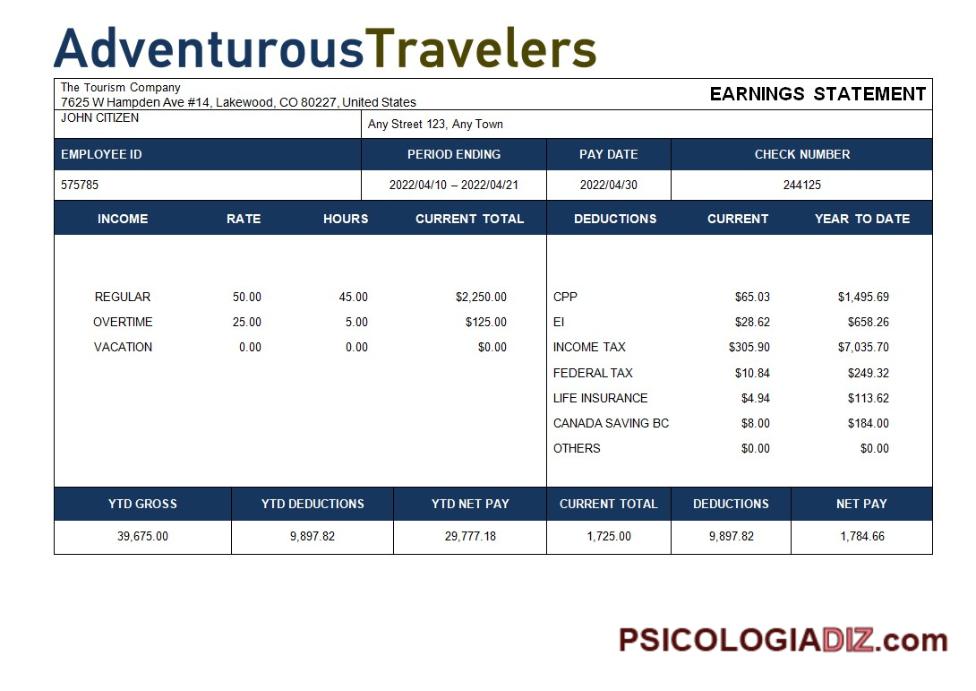 AdventurousTravelers
The Tourism Company
7625 W Hampden Ave #14, Lakewood, CO 80227, United States
EARNINGS STATEMENT
JOHN CITIZEN
Any Street 123, Any Town
EMPLOYEE ID PERIOD ENDING PAY DATE CHECK NUMBER
575785 2022/04/10 – 2022/04/21 2022/04/30 244125
INCOME RATE HOURS CURRENT TOTAL DEDUCTIONS CURRENT YEAR TO DATE
REGULAR 50.00 45.00 $2,250.00 CPP $65.03 $1,495.69
OVERTIME 25.00 5.00 $125.00 EI $28.62 $658.26
VACATION 0.00 0.00 $0.00 INCOME TAX $305.90 $7,035.70
FEDERAL TAX $10.84 $249.32
LIFE INSURANCE $4.94 $113.62
CANADA SAVING BC $8.00 $184.00
OTHERS $0.00 $0.00
YTD GROSS YTD DEDUCTIONS YTD NET PAY CURRENT TOTAL DEDUCTIONS NET PAY
39,675.00 9,897.82 29,777.18 1,725.00 9,897.82 1,784.66
PSICOLOGIADIZ.com